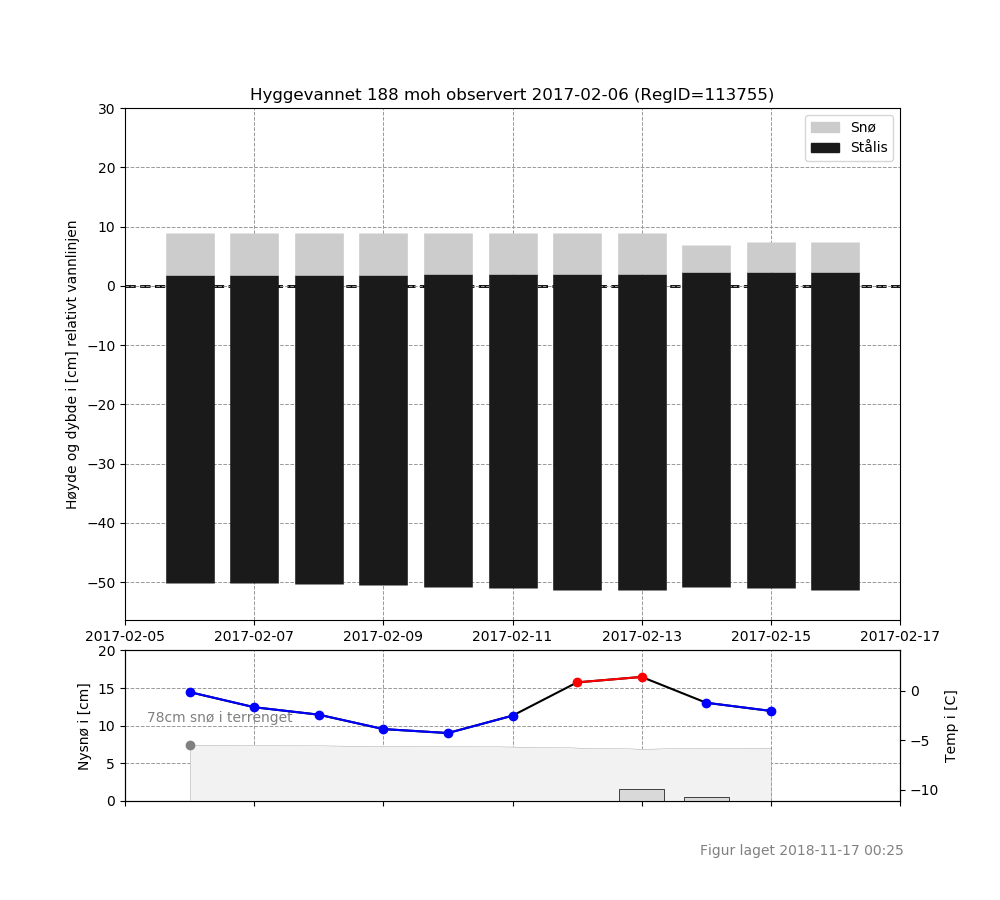 Hyggevannet 188 moh observert 2017-02-06 (RegID=113755)
Snø
Stålis
Høyde og dybde i [cm] relativt vannlinjen
30
20
10
0
−10
−20
−30
−40
−50
2017-02-05 2017-02-07 2017-02-09 2017-02-11 2017-02-13 2017-02-15 2017-02-17
Nysnø i [cm]
20
15
10
5
0
78cm snø i terrenget
0
−5
−10
Temp i [C]
Figur laget 2018-11-17 00:25